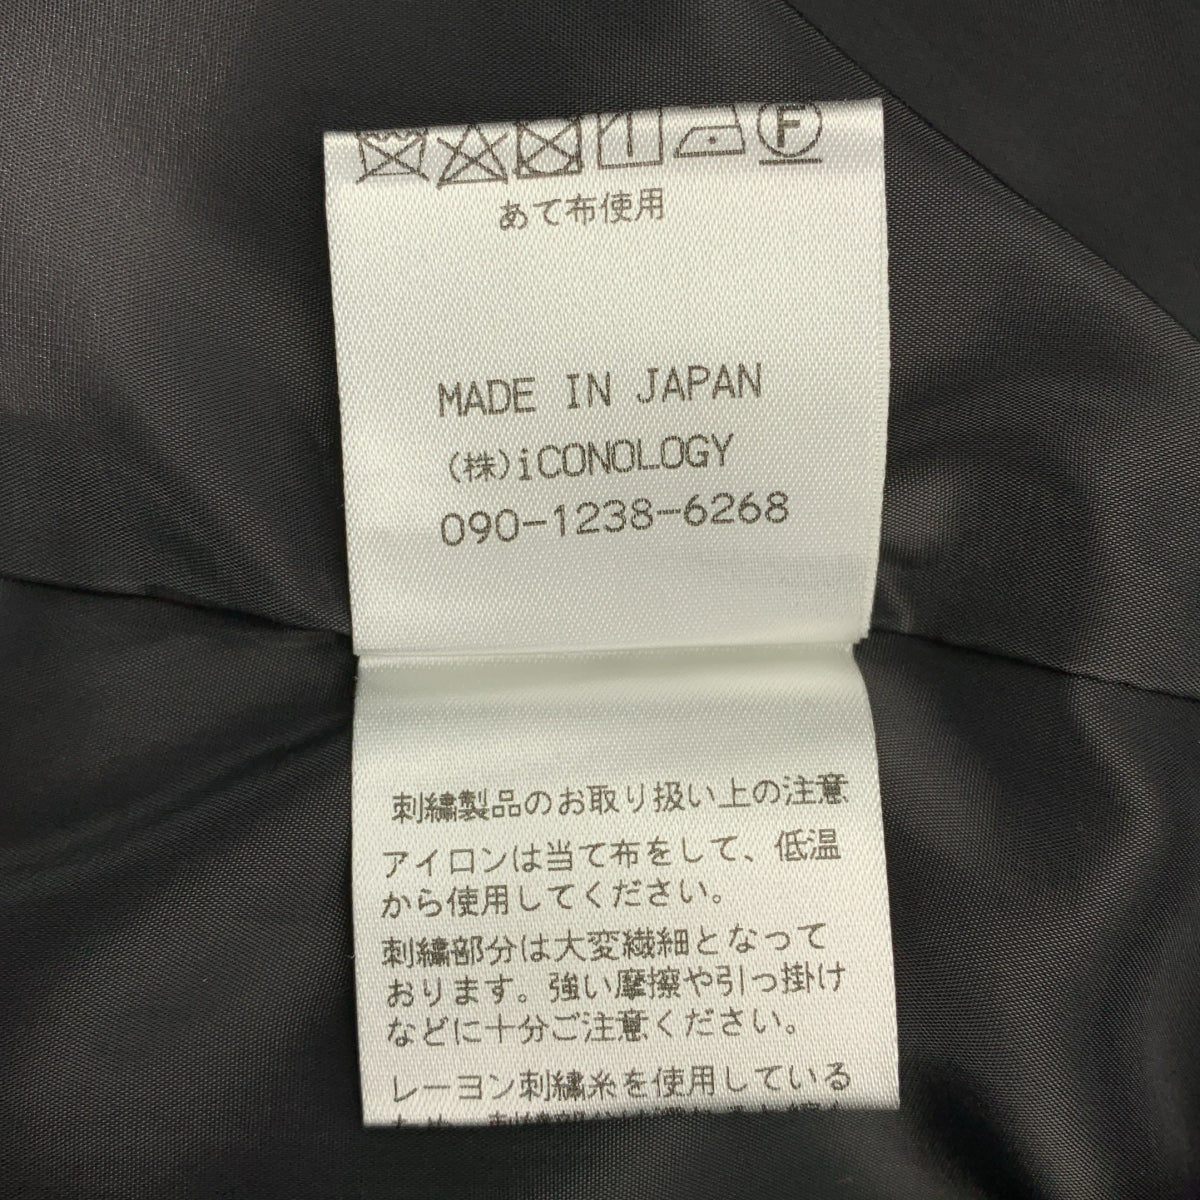 F
あて布使用
MADE IN JAPAN
(株)iCONOLOGY
090-1238-6268
刺繍製品のお取り扱い上の注意
アイロンは当て布をして、低温
から使用してください。
刺繍部分は大変繊細となって
おります。強い摩擦や引っ掛け
などに十分ご注意ください。
レーヨン刺繍糸を使用している